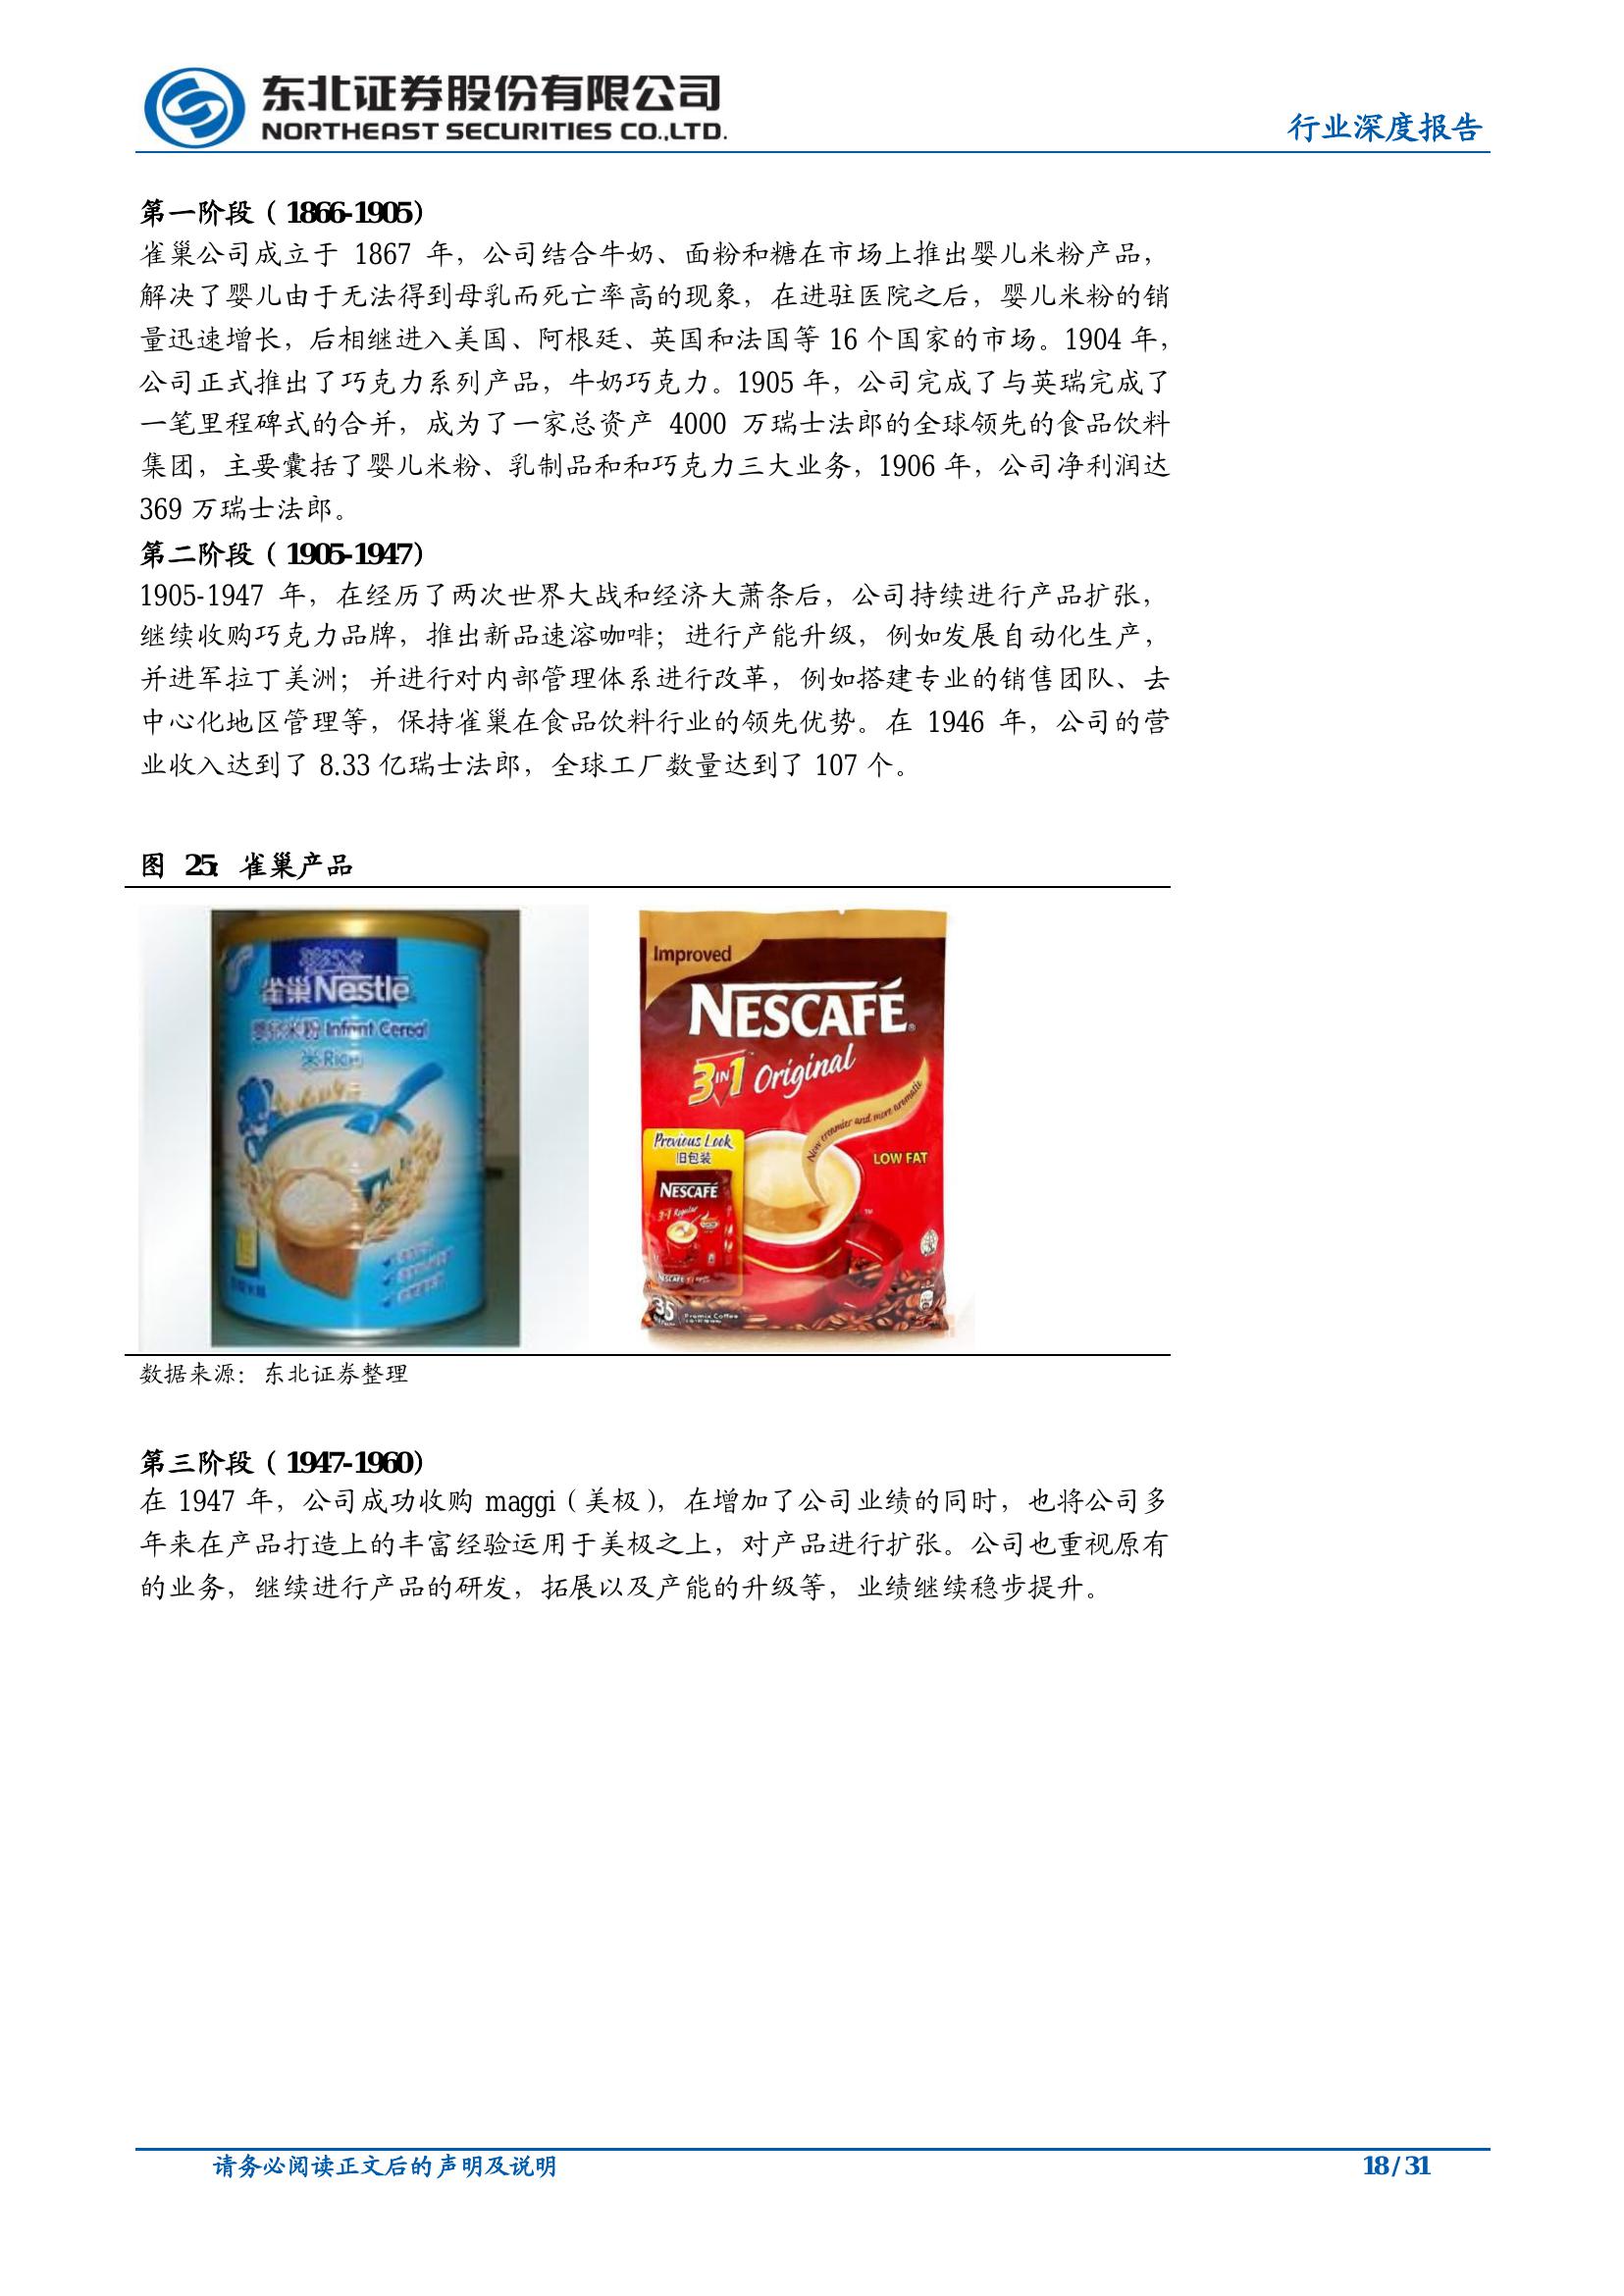 东北证券股份有限公司
NORTHEAST SECURITIES CO.,LTD.
行业深度报告
第一阶段（1866-1905）
雀巢公司成立于 1867 年，公司结合牛奶、面粉和糖在市场上推出婴儿米粉产品，
解决了婴儿由于无法得到母乳而死亡率高的现象，在进驻医院之后，婴儿米粉的销
量迅速增长，后相继进入美国、阿根廷、英国和法国等 16 个国家的市场。1904 年，
公司正式推出了巧克力系列产品，牛奶巧克力。1905 年，公司完成了与英瑞完成了
一笔里程碑式的合并，成为了一家总资产 4000 万瑞士法郎的全球领先的食品饮料
集团，主要囊括了婴儿米粉、乳制品和和巧克力三大业务，1906 年，公司净利润达
369 万瑞士法郎。
第二阶段（1905-1947）
1905-1947 年，在经历了两次世界大战和经济大萧条后，公司持续进行产品扩张，
继续收购巧克力品牌，推出新品速溶咖啡；进行产能升级，例如发展自动化生产，
并进军拉丁美洲；并进行对内部管理体系进行改革，例如搭建专业的销售团队、去
中心化地区管理等，保持雀巢在食品饮料行业的领先优势。在 1946 年，公司的营
业收入达到了 8.33 亿瑞士法郎，全球工厂数量达到了 107 个。
图 25：雀巢产品
雀巢Nestlé
婴儿米粉 Infant Cereal
米 Rice
Improved
NESCAFÉ
3 IN 1 Original
New creamier and more aromatic
Previous Look
旧包装
LOW FAT
NESCAFÉ
3 in 1 Regular
35
Premix Coffee
数据来源：东北证券整理
第三阶段（1947-1960）
在 1947 年，公司成功收购 maggi（美极），在增加了公司业绩的同时，也将公司多
年来在产品打造上的丰富经验运用于美极之上，对产品进行扩张。公司也重视原有
的业务，继续进行产品的研发，拓展以及产能的升级等，业绩继续稳步提升。
请务必阅读正文后的声明及说明
18 / 31